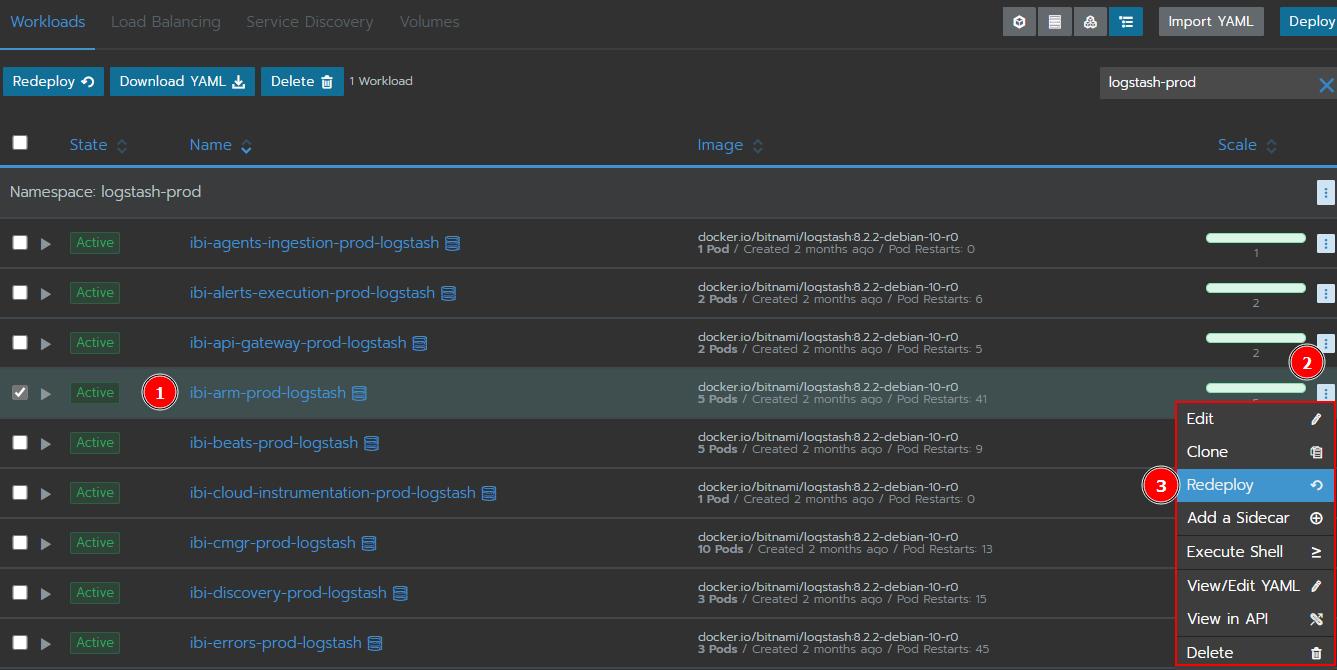 Workloads Load Balancing Service Discovery Volumes Import YAML Deploy
Redeploy Download YAML Delete 1 Workload logstash-prod
State Name Image Scale
Namespace: logstash-prod
Active ibi-agents-ingestion-prod-logstash docker.io/bitnami/logstash:8.2.2-debian-10-r0
1 Pod / Created 2 months ago / Pod Restarts: 0 1
Active ibi-alerts-execution-prod-logstash docker.io/bitnami/logstash:8.2.2-debian-10-r0
2 Pods / Created 2 months ago / Pod Restarts: 6 2
Active ibi-api-gateway-prod-logstash docker.io/bitnami/logstash:8.2.2-debian-10-r0
2 Pods / Created 2 months ago / Pod Restarts: 5 2
2
Active 1 ibi-arm-prod-logstash docker.io/bitnami/logstash:8.2.2-debian-10-r0
5 Pods / Created 2 months ago / Pod Restarts: 41
Edit
Active ibi-beats-prod-logstash docker.io/bitnami/logstash:8.2.2-debian-10-r0
5 Pods / Created 2 months ago / Pod Restarts: 9
Clone
3 Redeploy
Active ibi-cloud-instrumentation-prod-logstash docker.io/bitnami/logstash:8.2.2-debian-10-r0
1 Pod / Created 2 months ago / Pod Restarts: 0
Add a Sidecar
Active ibi-cmgr-prod-logstash docker.io/bitnami/logstash:8.2.2-debian-10-r0
10 Pods / Created 2 months ago / Pod Restarts: 13
Execute Shell
View/Edit YAML
Active ibi-discovery-prod-logstash docker.io/bitnami/logstash:8.2.2-debian-10-r0
3 Pods / Created 2 months ago / Pod Restarts: 15
View in API
Active ibi-errors-prod-logstash docker.io/bitnami/logstash:8.2.2-debian-10-r0
3 Pods / Created 2 months ago / Pod Restarts: 45
Delete